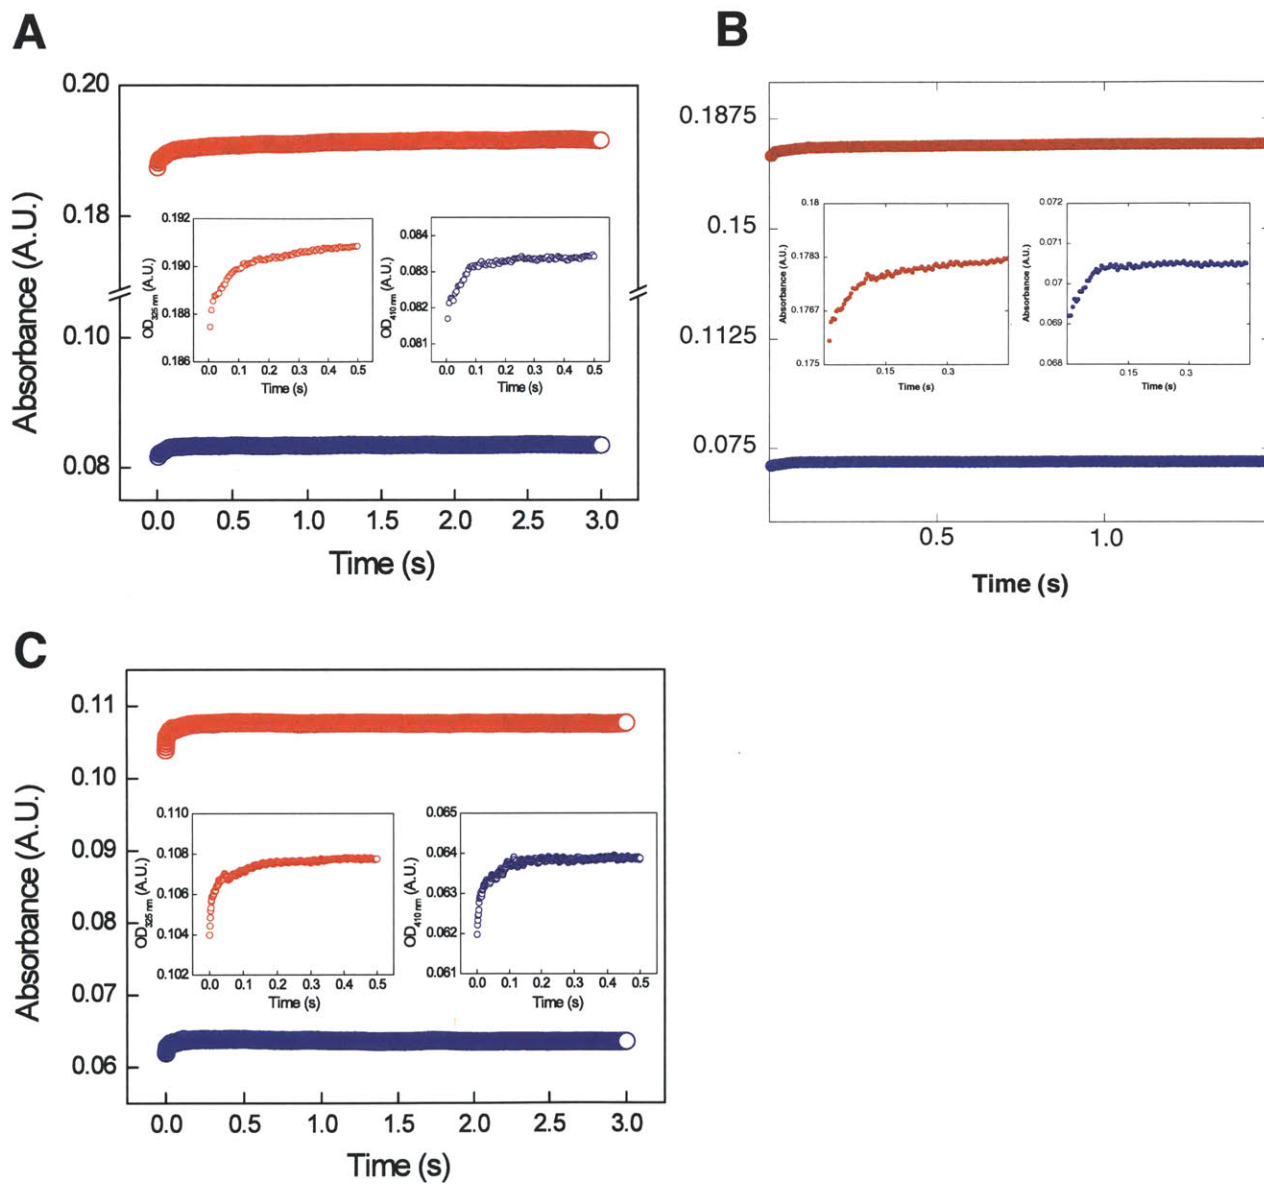 A
Absorbance (A.U.)
0.20
0.18
0.10
0.08
0.0 0.5 1.0 1.5 2.0 2.5 3.0
Time (s)
OD325 nm (A.U.)
0.192
0.190
0.188
0.186
0.0 0.1 0.2 0.3 0.4 0.5
Time (s)
OD410 nm (A.U.)
0.084
0.083
0.082
0.081
0.0 0.1 0.2 0.3 0.4 0.5
Time (s)
B
0.1875
0.15
0.1125
0.075
0.5 1.0
Time (s)
Absorbance (A.U.)
0.18
0.1783
0.1767
0.175
0.15 0.3
Time (s)
Absorbance (A.U.)
0.072
0.071
0.07
0.069
0.068
0.15 0.3
Time (s)
C
Absorbance (A.U.)
0.11
0.10
0.09
0.08
0.07
0.06
0.0 0.5 1.0 1.5 2.0 2.5 3.0
Time (s)
OD325 nm (A.U.)
0.110
0.108
0.106
0.104
0.102
0.0 0.1 0.2 0.3 0.4 0.5
Time (s)
OD410 nm (A.U.)
0.065
0.064
0.063
0.062
0.061
0.0 0.1 0.2 0.3 0.4 0.5
Time (s)